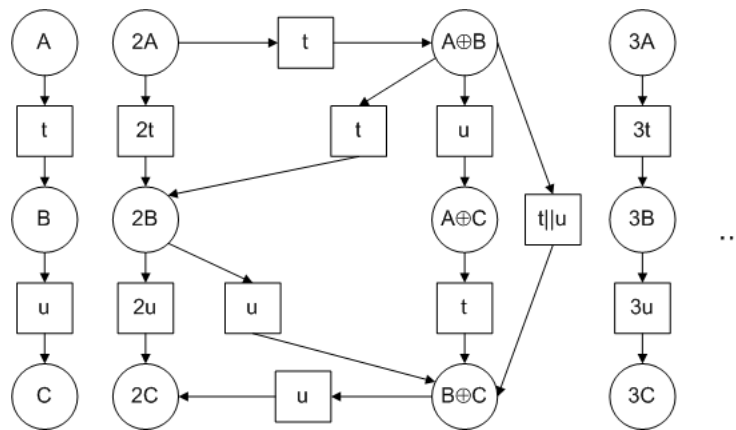 A 2A t A⊕B 3A
t 2t t u 3t
B 2B A⊕C t||u 3B ..
u 2u u t 3u
C 2C u B⊕C 3C